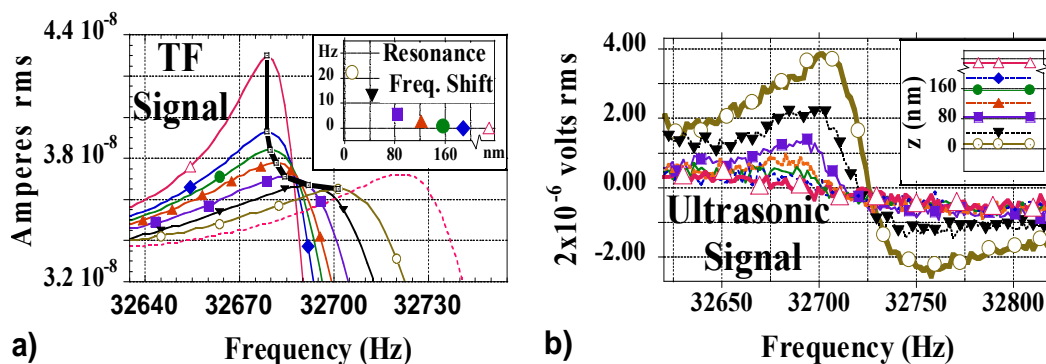 4.4 10-8
3.8 10-8
3.2 10-8
Amperes rms
TF
Signal
Hz
20
10
0
Resonance
Freq. Shift
0
80
160
nm
32640
32670
32700
32730
Frequency (Hz)
a)
4.00
2.00
0.00
-2.00
2x10-6 volts rms
Ultrasonic
Signal
z (nm)
160
80
0
32650
32700
32750
32800
Frequency (Hz)
b)